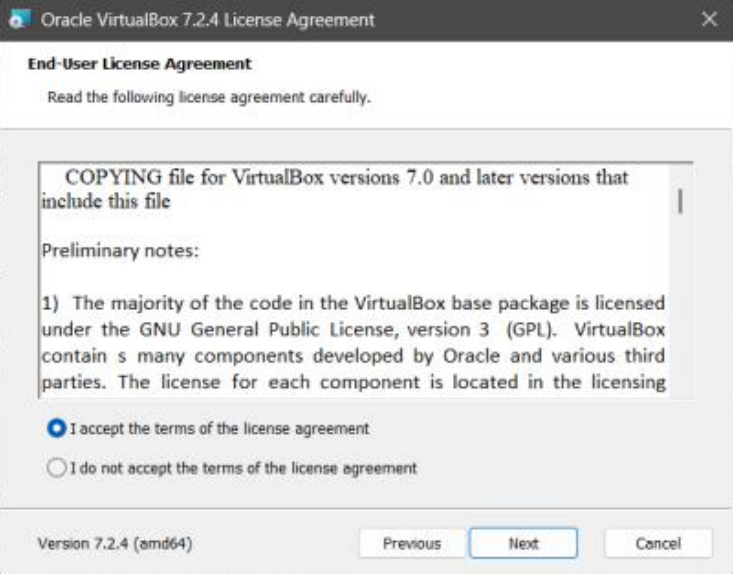 Oracle VirtualBox 7.2.4 License Agreement
End-User License Agreement
Read the following license agreement carefully.
COPYING file for VirtualBox versions 7.0 and later versions that
include this file
Preliminary notes:
1) The majority of the code in the VirtualBox base package is licensed
under the GNU General Public License, version 3 (GPL). VirtualBox
contain s many components developed by Oracle and various third
parties. The license for each component is located in the licensing
I accept the terms of the license agreement
I do not accept the terms of the license agreement
Version 7.2.4 (amd64)
Previous
Next
Cancel